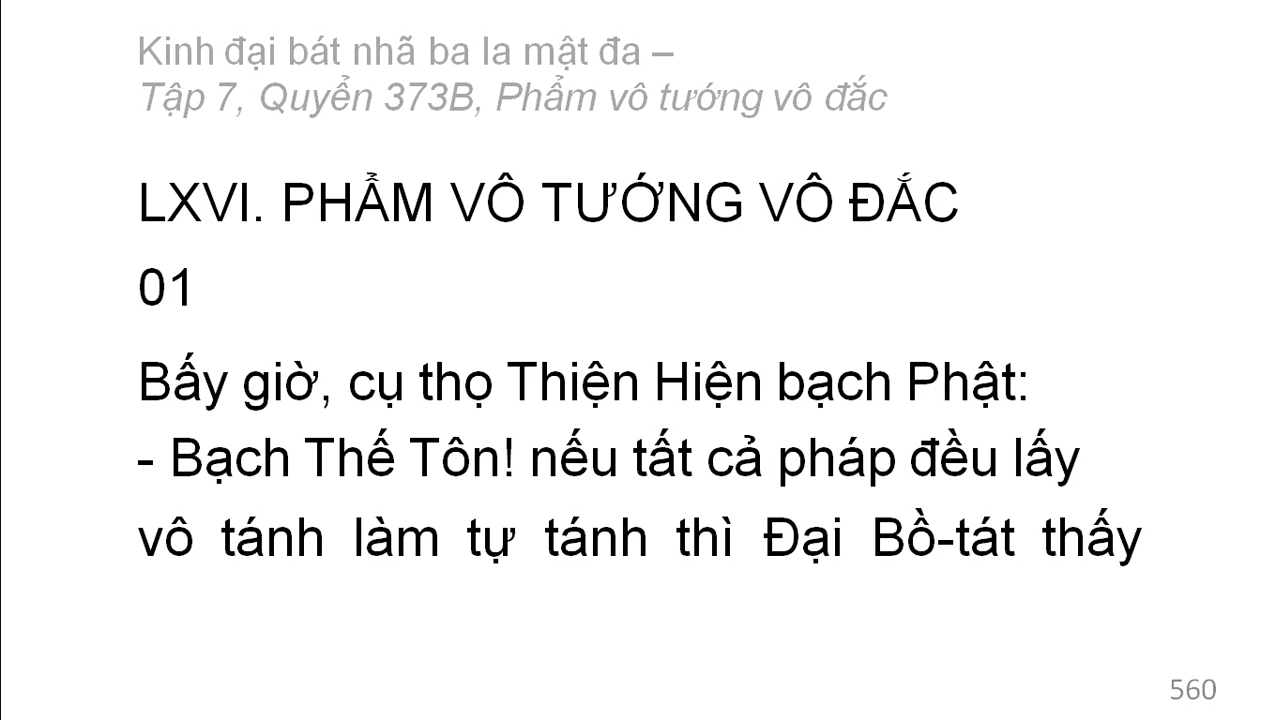 Kinh đại bát nhã ba la mật đa –
Tập 7, Quyển 373B, Phẩm vô tướng vô đắc
LXVI. PHẨM VÔ TƯỚNG VÔ ĐẮC
01
Bấy giờ, cụ thọ Thiện Hiện bạch Phật:
- Bạch Thế Tôn! nếu tất cả pháp đều lấy
vô tánh làm tự tánh thì Đại Bồ-tát thấy
560